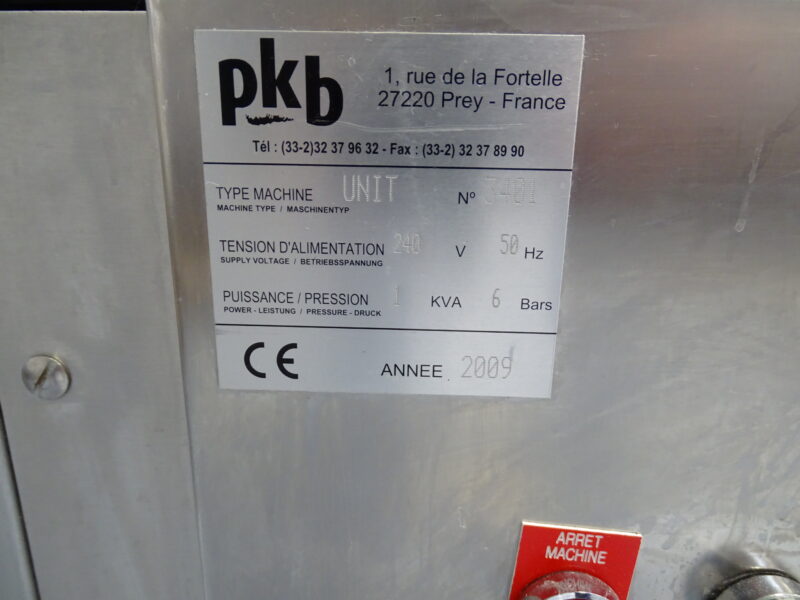 pkb
1, rue de la Fortelle
27220 Prey - France
Tél : (33-2)32 37 96 32 - Fax : (33-2) 32 37 89 90
TYPE MACHINE UNIT Nº 3401
MACHINE TYPE / MASCHINENTYP
TENSION D'ALIMENTATION 240 V 50 Hz
SUPPLY VOLTAGE / BETRIEBSSPANNUNG
PUISSANCE / PRESSION 1 KVA 6 Bars
POWER - LEISTUNG / PRESSURE - DRUCK
CE ANNEE 2009
ARRET
MACHINE